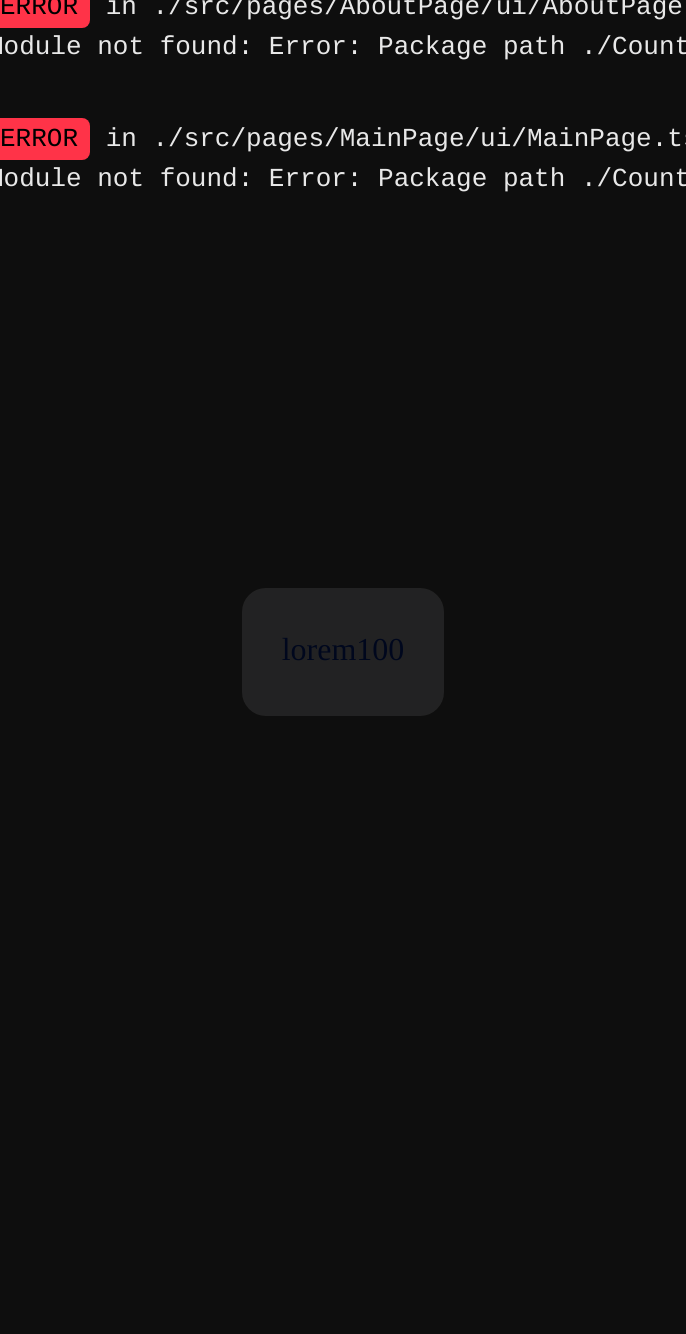 ERROR in ./src/pages/AboutPage/ui/AboutPage
Module not found: Error: Package path ./Count
ERROR in ./src/pages/MainPage/ui/MainPage.ts
Module not found: Error: Package path ./Count
lorem100